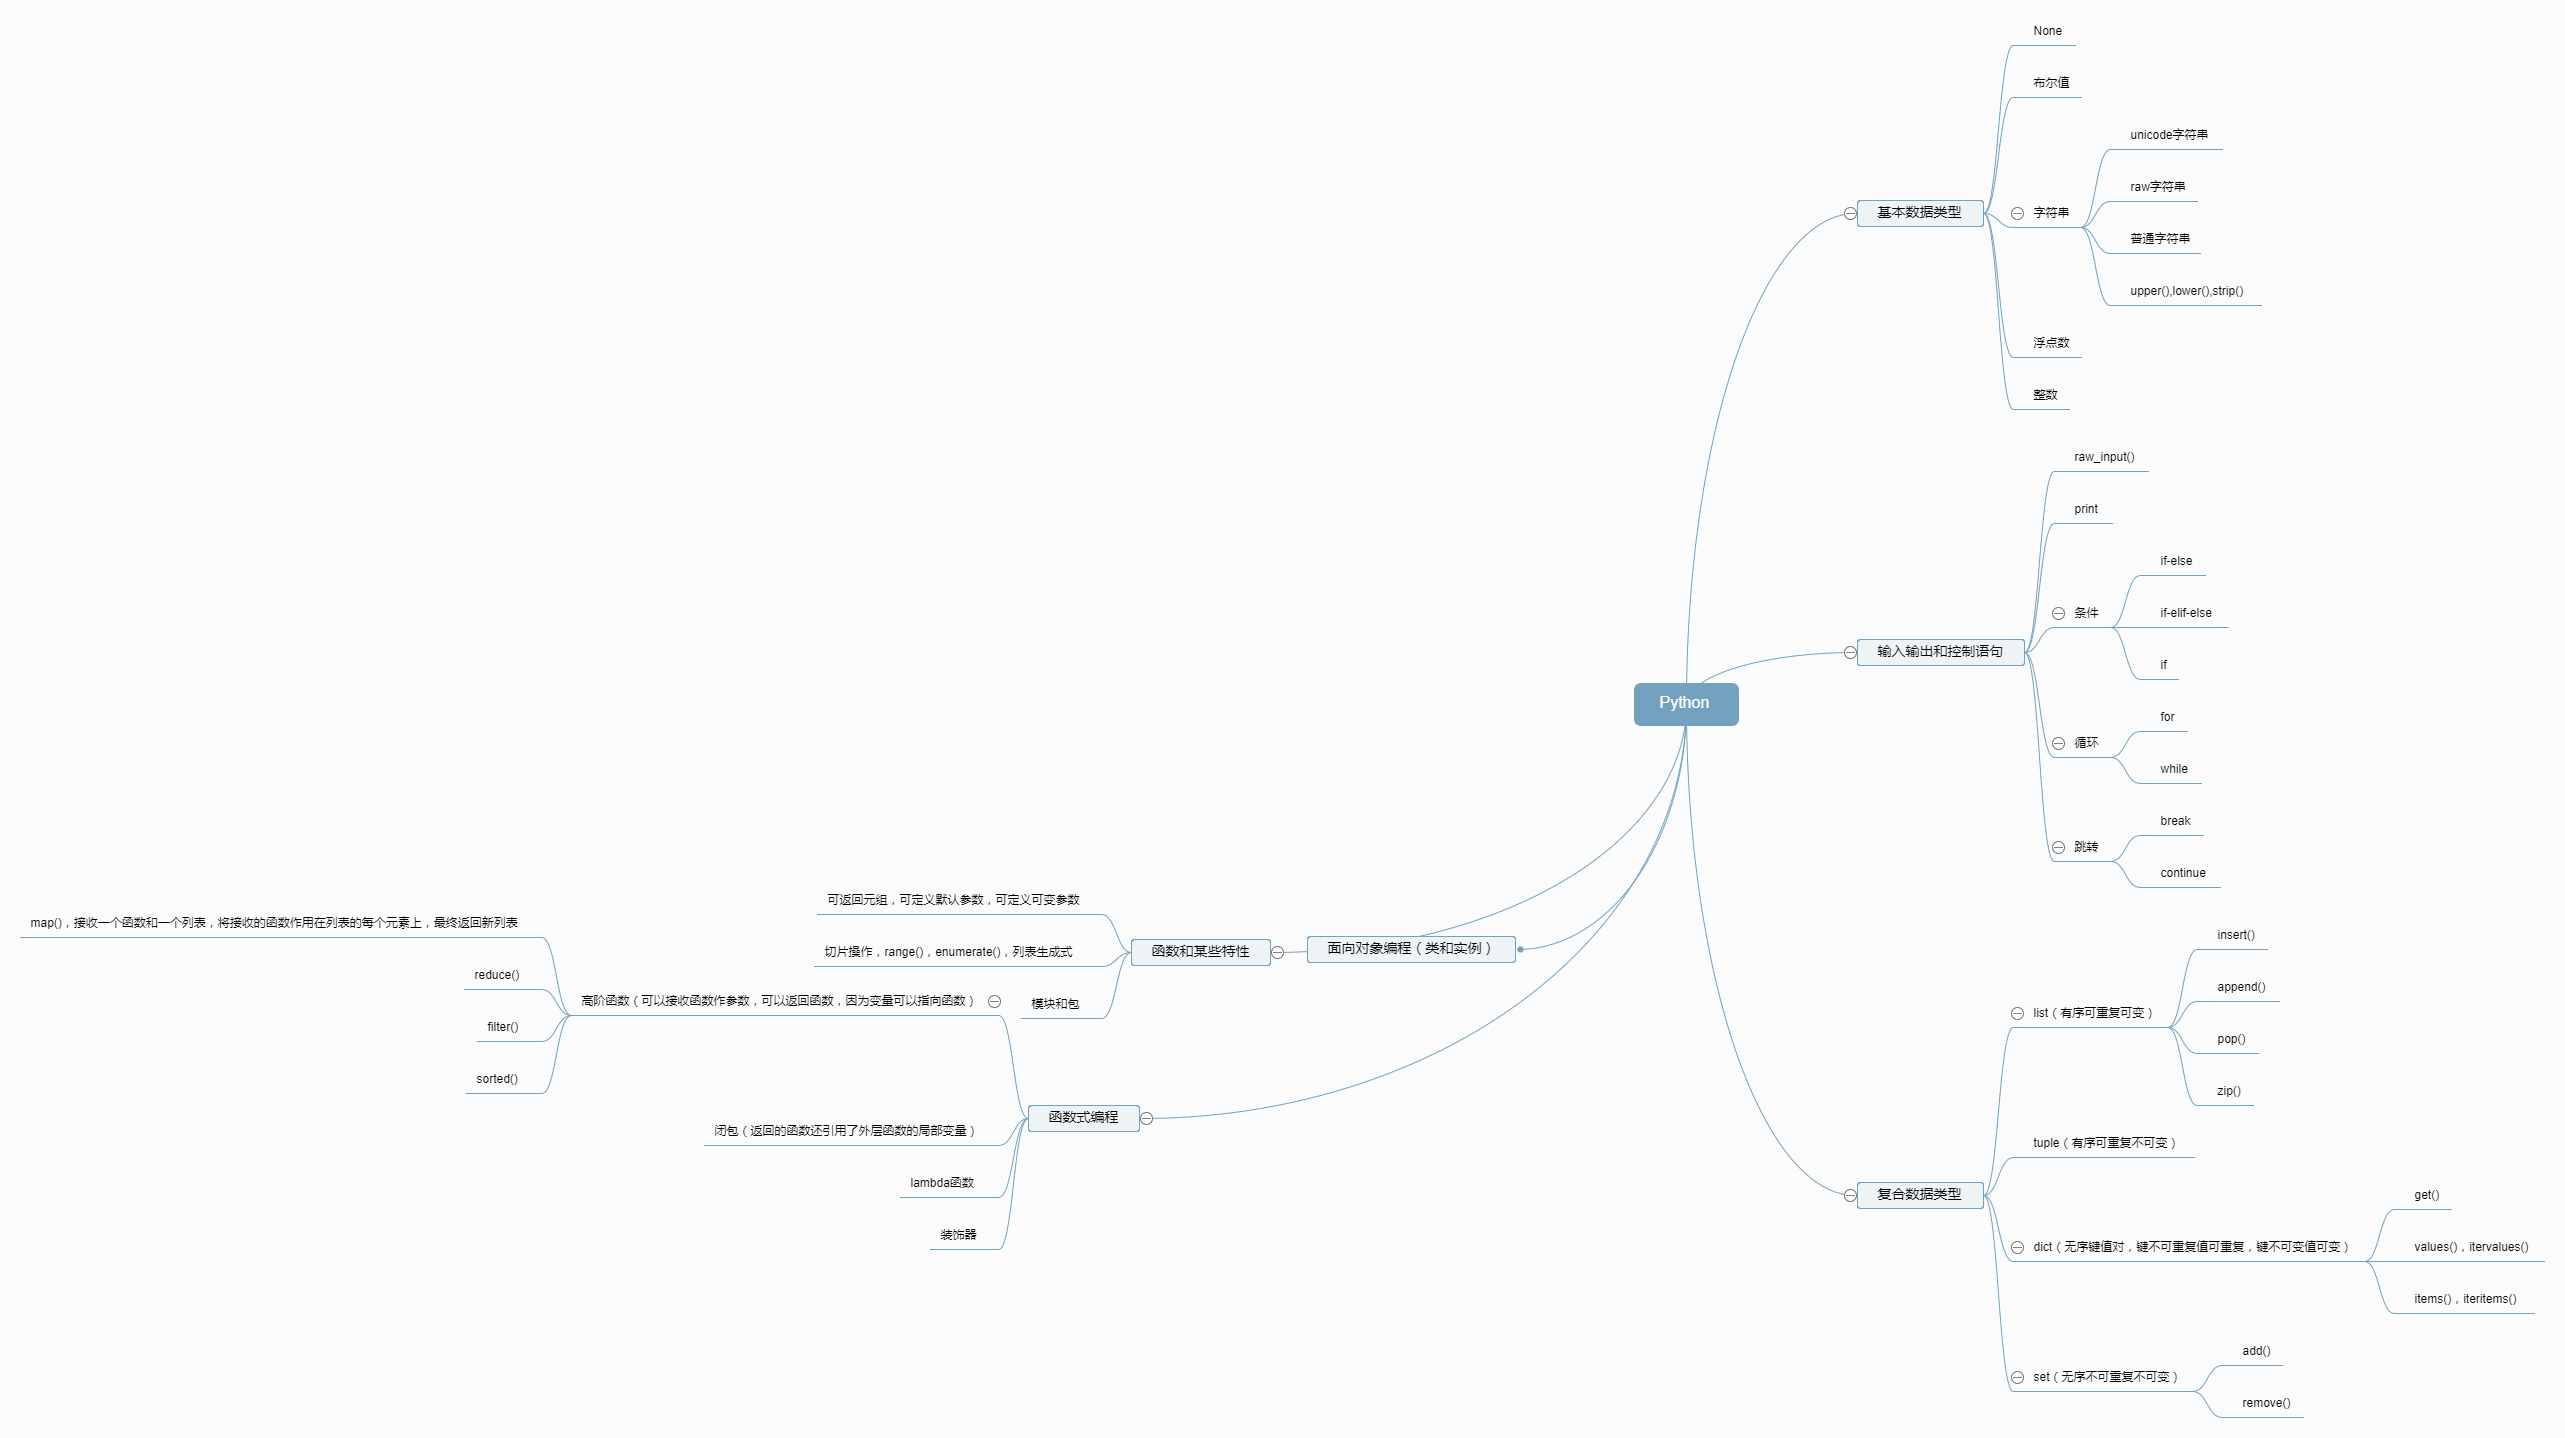 Python
基本数据类型
None
布尔值
字符串
unicode字符串
raw字符串
普通字符串
upper(),lower(),strip()
浮点数
整数
输入输出和控制语句
raw_input()
print
条件
if-else
if-elif-else
if
循环
for
while
跳转
break
continue
复合数据类型
list（有序可重复可变）
insert()
append()
pop()
zip()
tuple（有序可重复不可变）
dict（无序键值对，键不可重复值可重复，键不可变值可变）
get()
values()，itervalues()
items()，iteritems()
set（无序不可重复不可变）
add()
remove()
面向对象编程（类和实例）
函数和某些特性
可返回元组，可定义默认参数，可定义可变参数
切片操作，range()，enumerate()，列表生成式
模块和包
函数式编程
高阶函数（可以接收函数作参数，可以返回函数，因为变量可以指向函数）
map()，接收一个函数和一个列表，将接收的函数作用在列表的每个元素上，最终返回新列表
reduce()
filter()
sorted()
闭包（返回的函数还引用了外层函数的局部变量）
lambda函数
装饰器